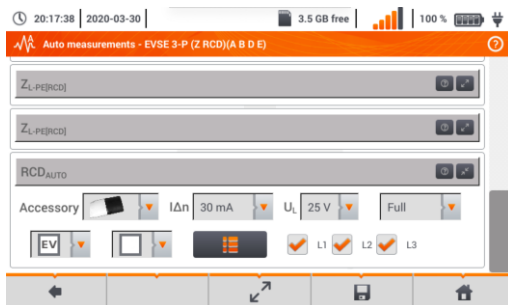 20:17:38 2020-03-30 3.5 GB free 100 %
Auto measurements - EVSE 3-P (Z RCD)(A B D E)
ZL-PE[RCD]
ZL-PE[RCD]
RCDAUTO
Accessory IΔn 30 mA UL 25 V Full
EV L1 L2 L3